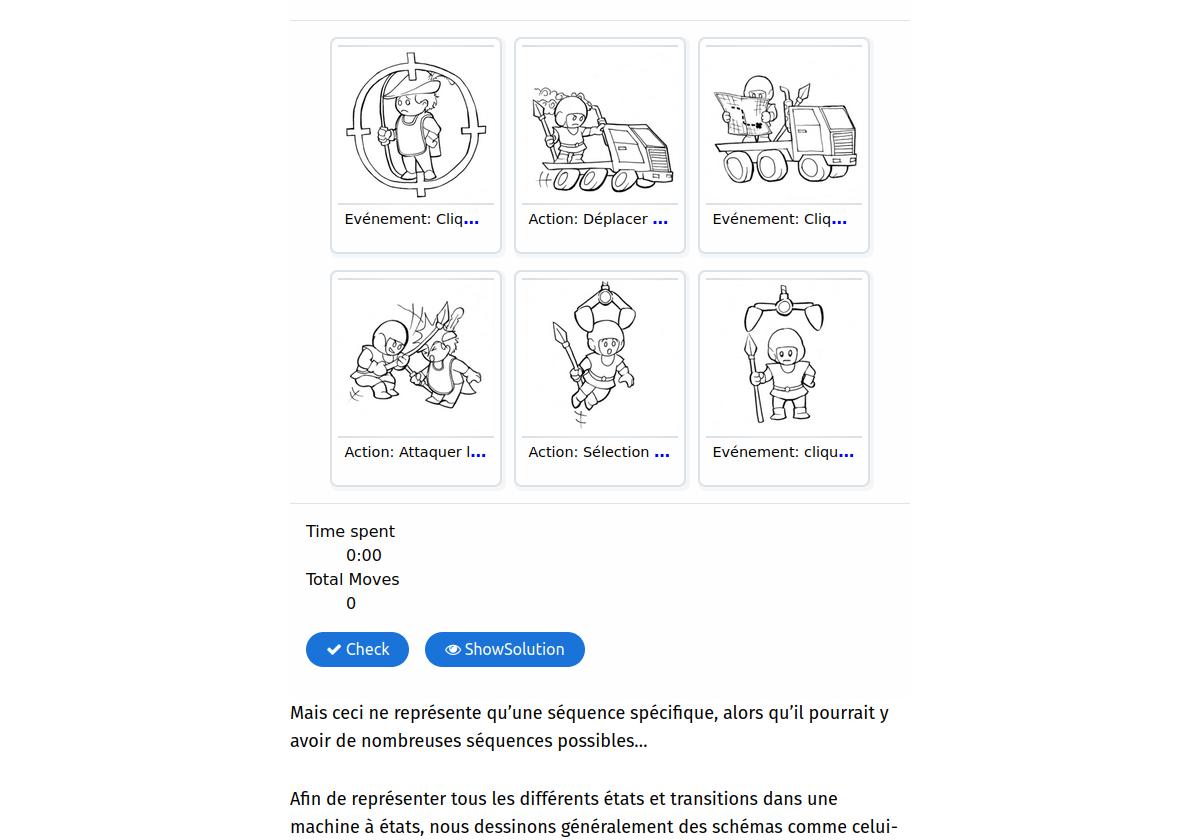 Evénement: Cliq...
Action: Déplacer ...
Evénement: Cliq...
Action: Attaquer l...
Action: Sélection ...
Evénement: cliqu...
Time spent
0:00
Total Moves
0
Check
ShowSolution
Mais ceci ne représente qu’une séquence spécifique, alors qu’il pourrait y
avoir de nombreuses séquences possibles…
Afin de représenter tous les différents états et transitions dans une
machine à états, nous dessinons généralement des schémas comme celui-